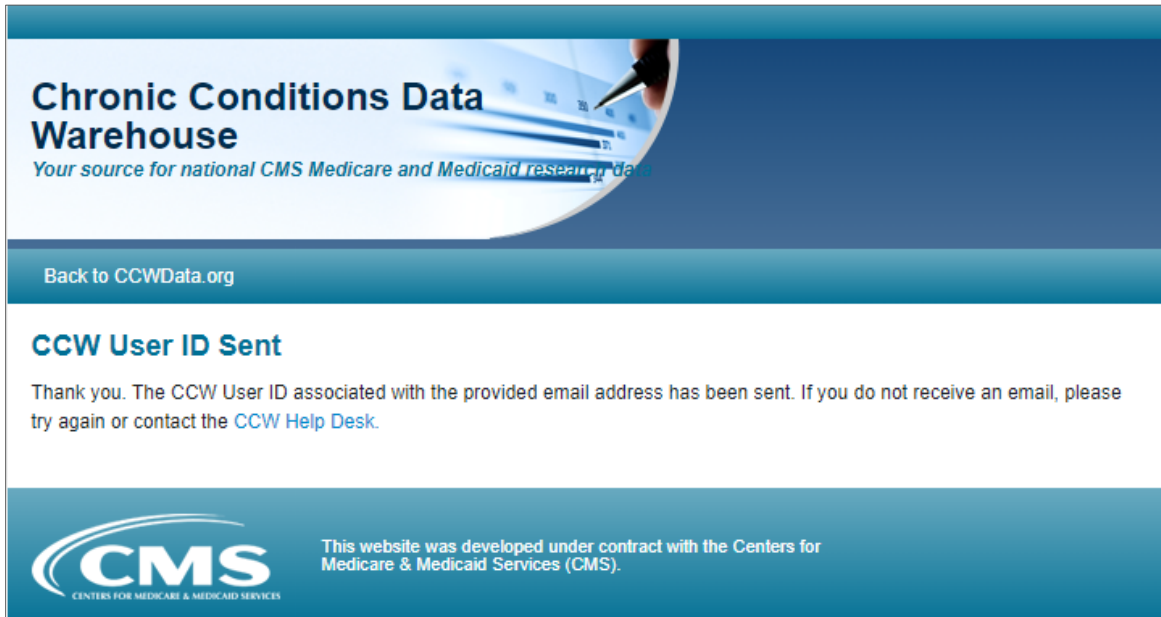 Chronic Conditions Data
Warehouse
Your source for national CMS Medicare and Medicaid research data
Back to CCWData.org
CCW User ID Sent
Thank you. The CCW User ID associated with the provided email address has been sent. If you do not receive an email, please
try again or contact the CCW Help Desk.
CMS
CENTERS FOR MEDICARE & MEDICAID SERVICES
This website was developed under contract with the Centers for
Medicare & Medicaid Services (CMS).